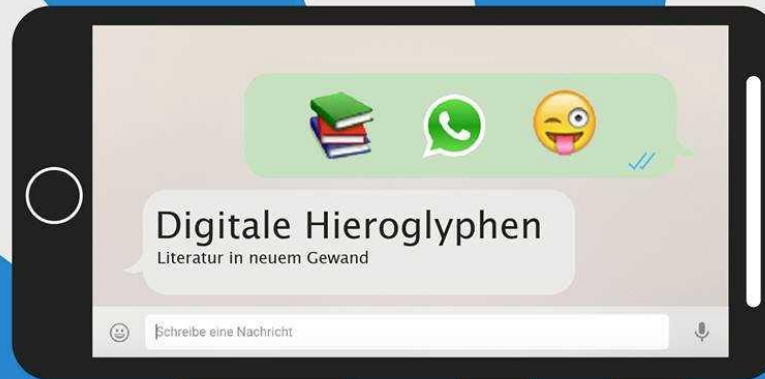 Digitale Hieroglyphen
Literatur in neuem Gewand
Schreibe eine Nachricht